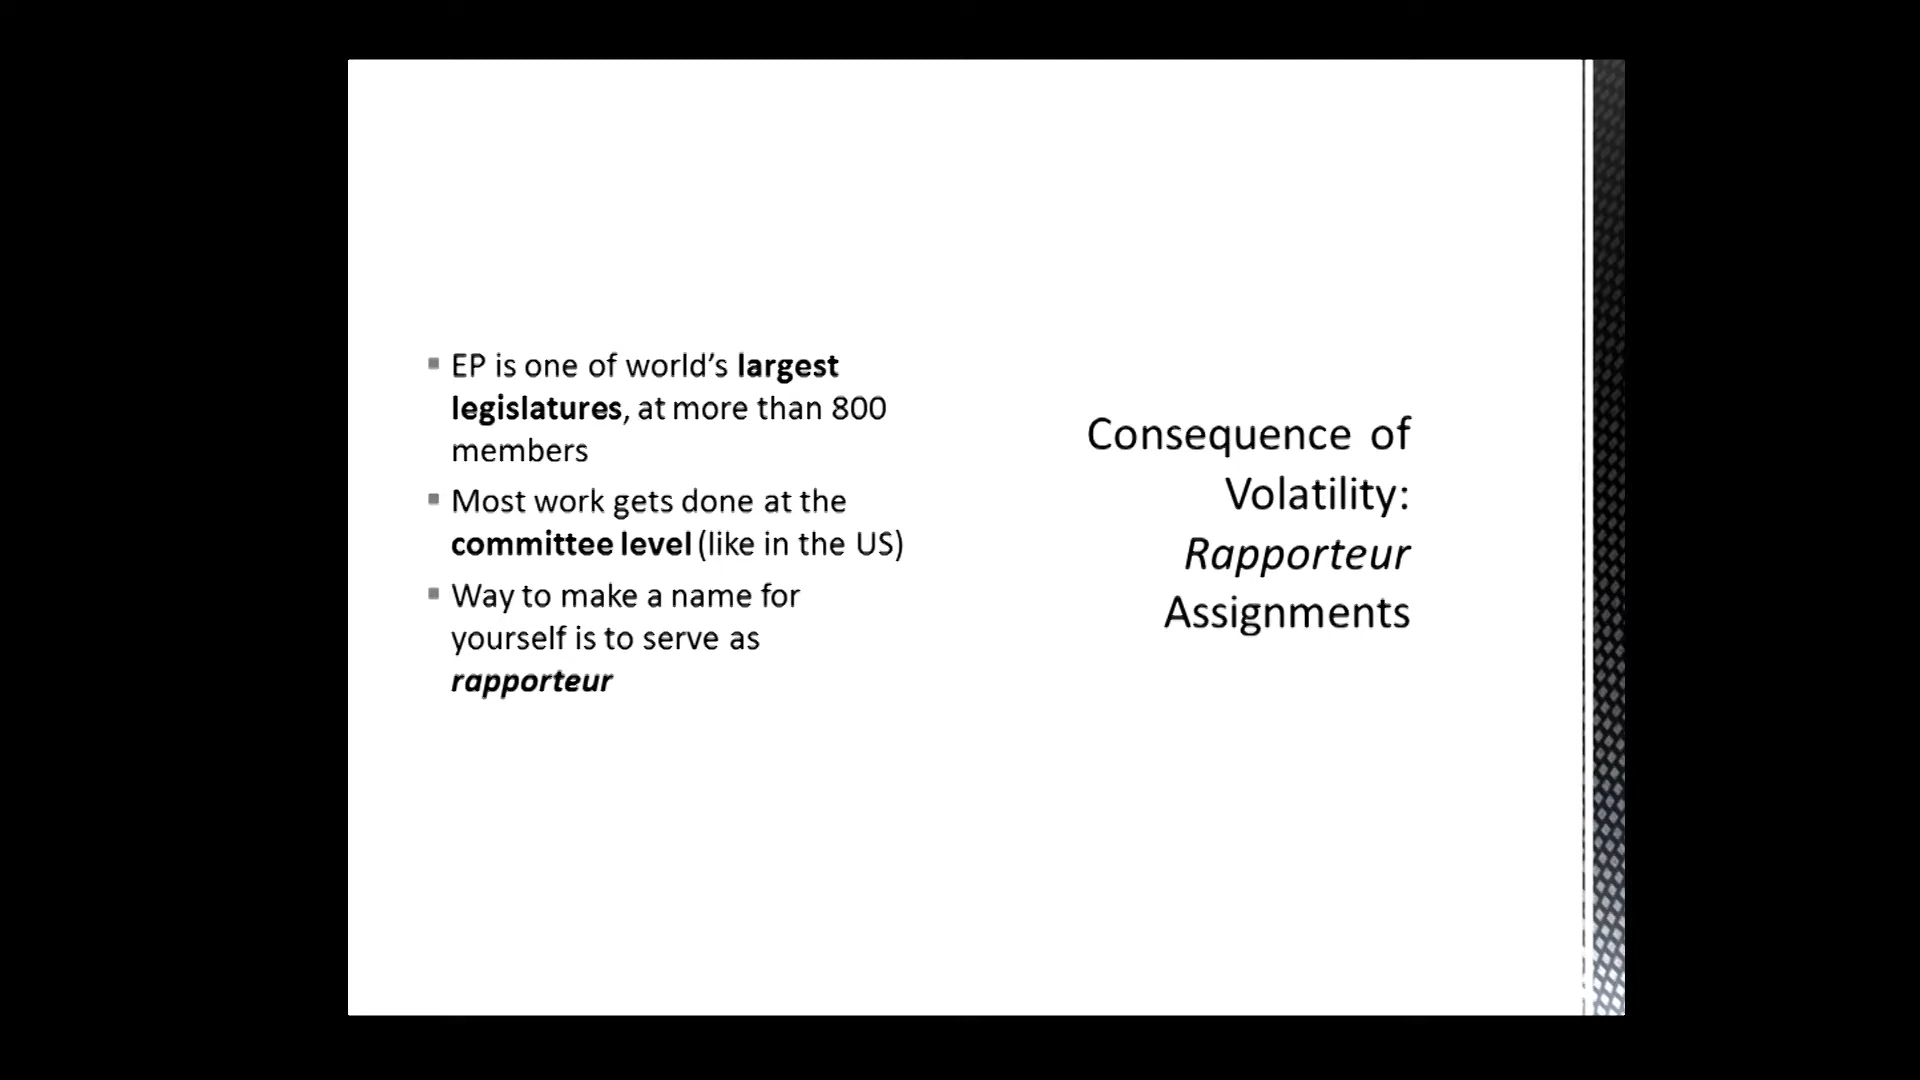 EP is one of world’s largest
legislatures, at more than 800
members
Most work gets done at the
committee level (like in the US)
Way to make a name for
yourself is to serve as
rapporteur
Consequence of
Volatility:
Rapporteur
Assignments